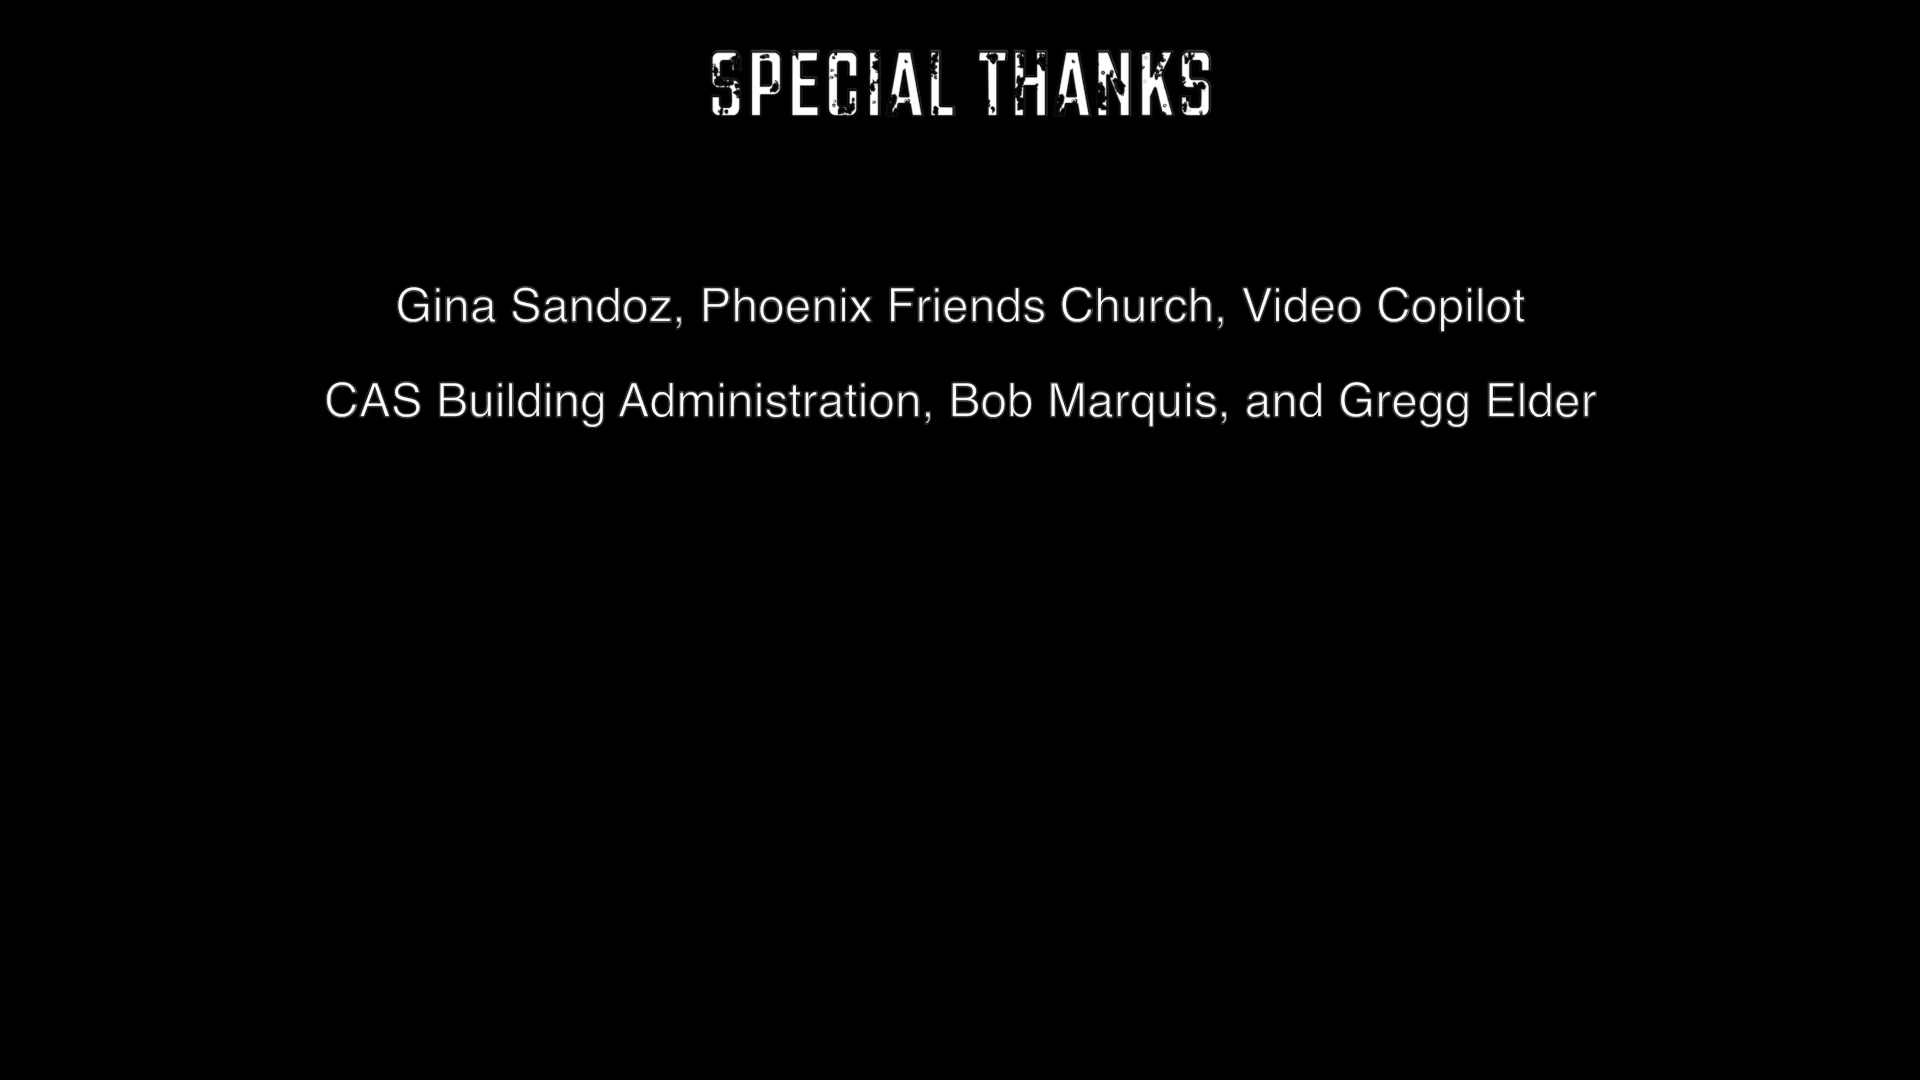 SPECIAL THANKS
Gina Sandoz, Phoenix Friends Church, Video Copilot
CAS Building Administration, Bob Marquis, and Gregg Elder